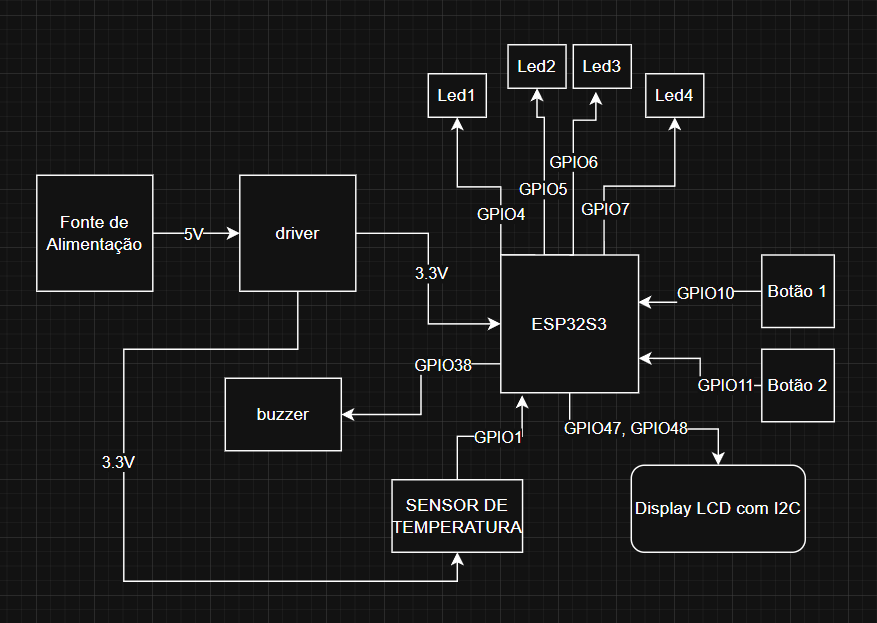 Led2
Led3
Led1
Led4
GPIO6
GPIO5
GPIO4
GPIO7
Fonte de
Alimentação
5V
driver
3.3V
ESP32S3
GPIO10
Botão 1
GPIO38
GPIO11
Botão 2
buzzer
GPIO1
GPIO47, GPIO48
3.3V
SENSOR DE
TEMPERATURA
Display LCD com I2C